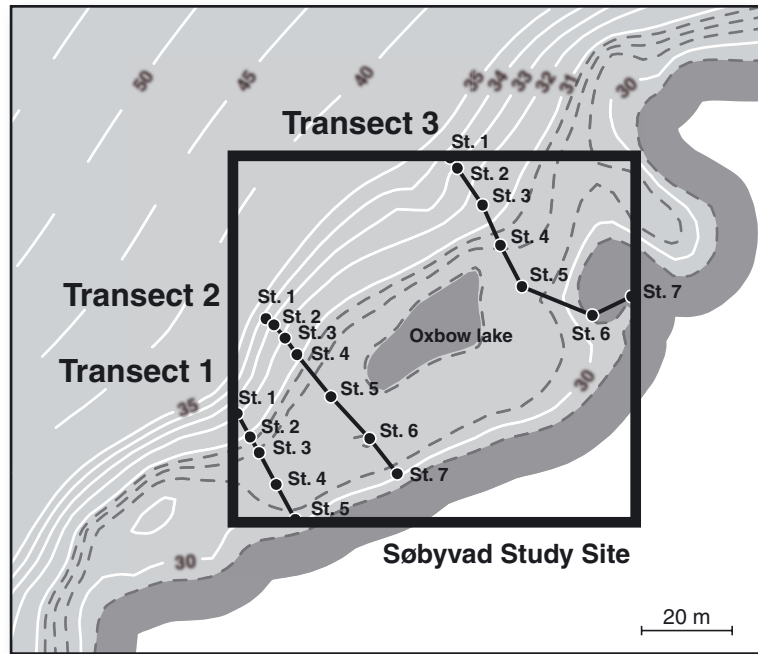 50
45
40
35
34
33
32
31
30
Transect 3
St. 1
St. 2
St. 3
St. 4
St. 5
St. 6
St. 7
Transect 2
St. 1
St. 2
St. 3
St. 4
St. 5
St. 6
St. 7
Oxbow lake
Transect 1
St. 1
St. 2
St. 3
St. 4
St. 5
35
30
30
Søbyvad Study Site
20 m